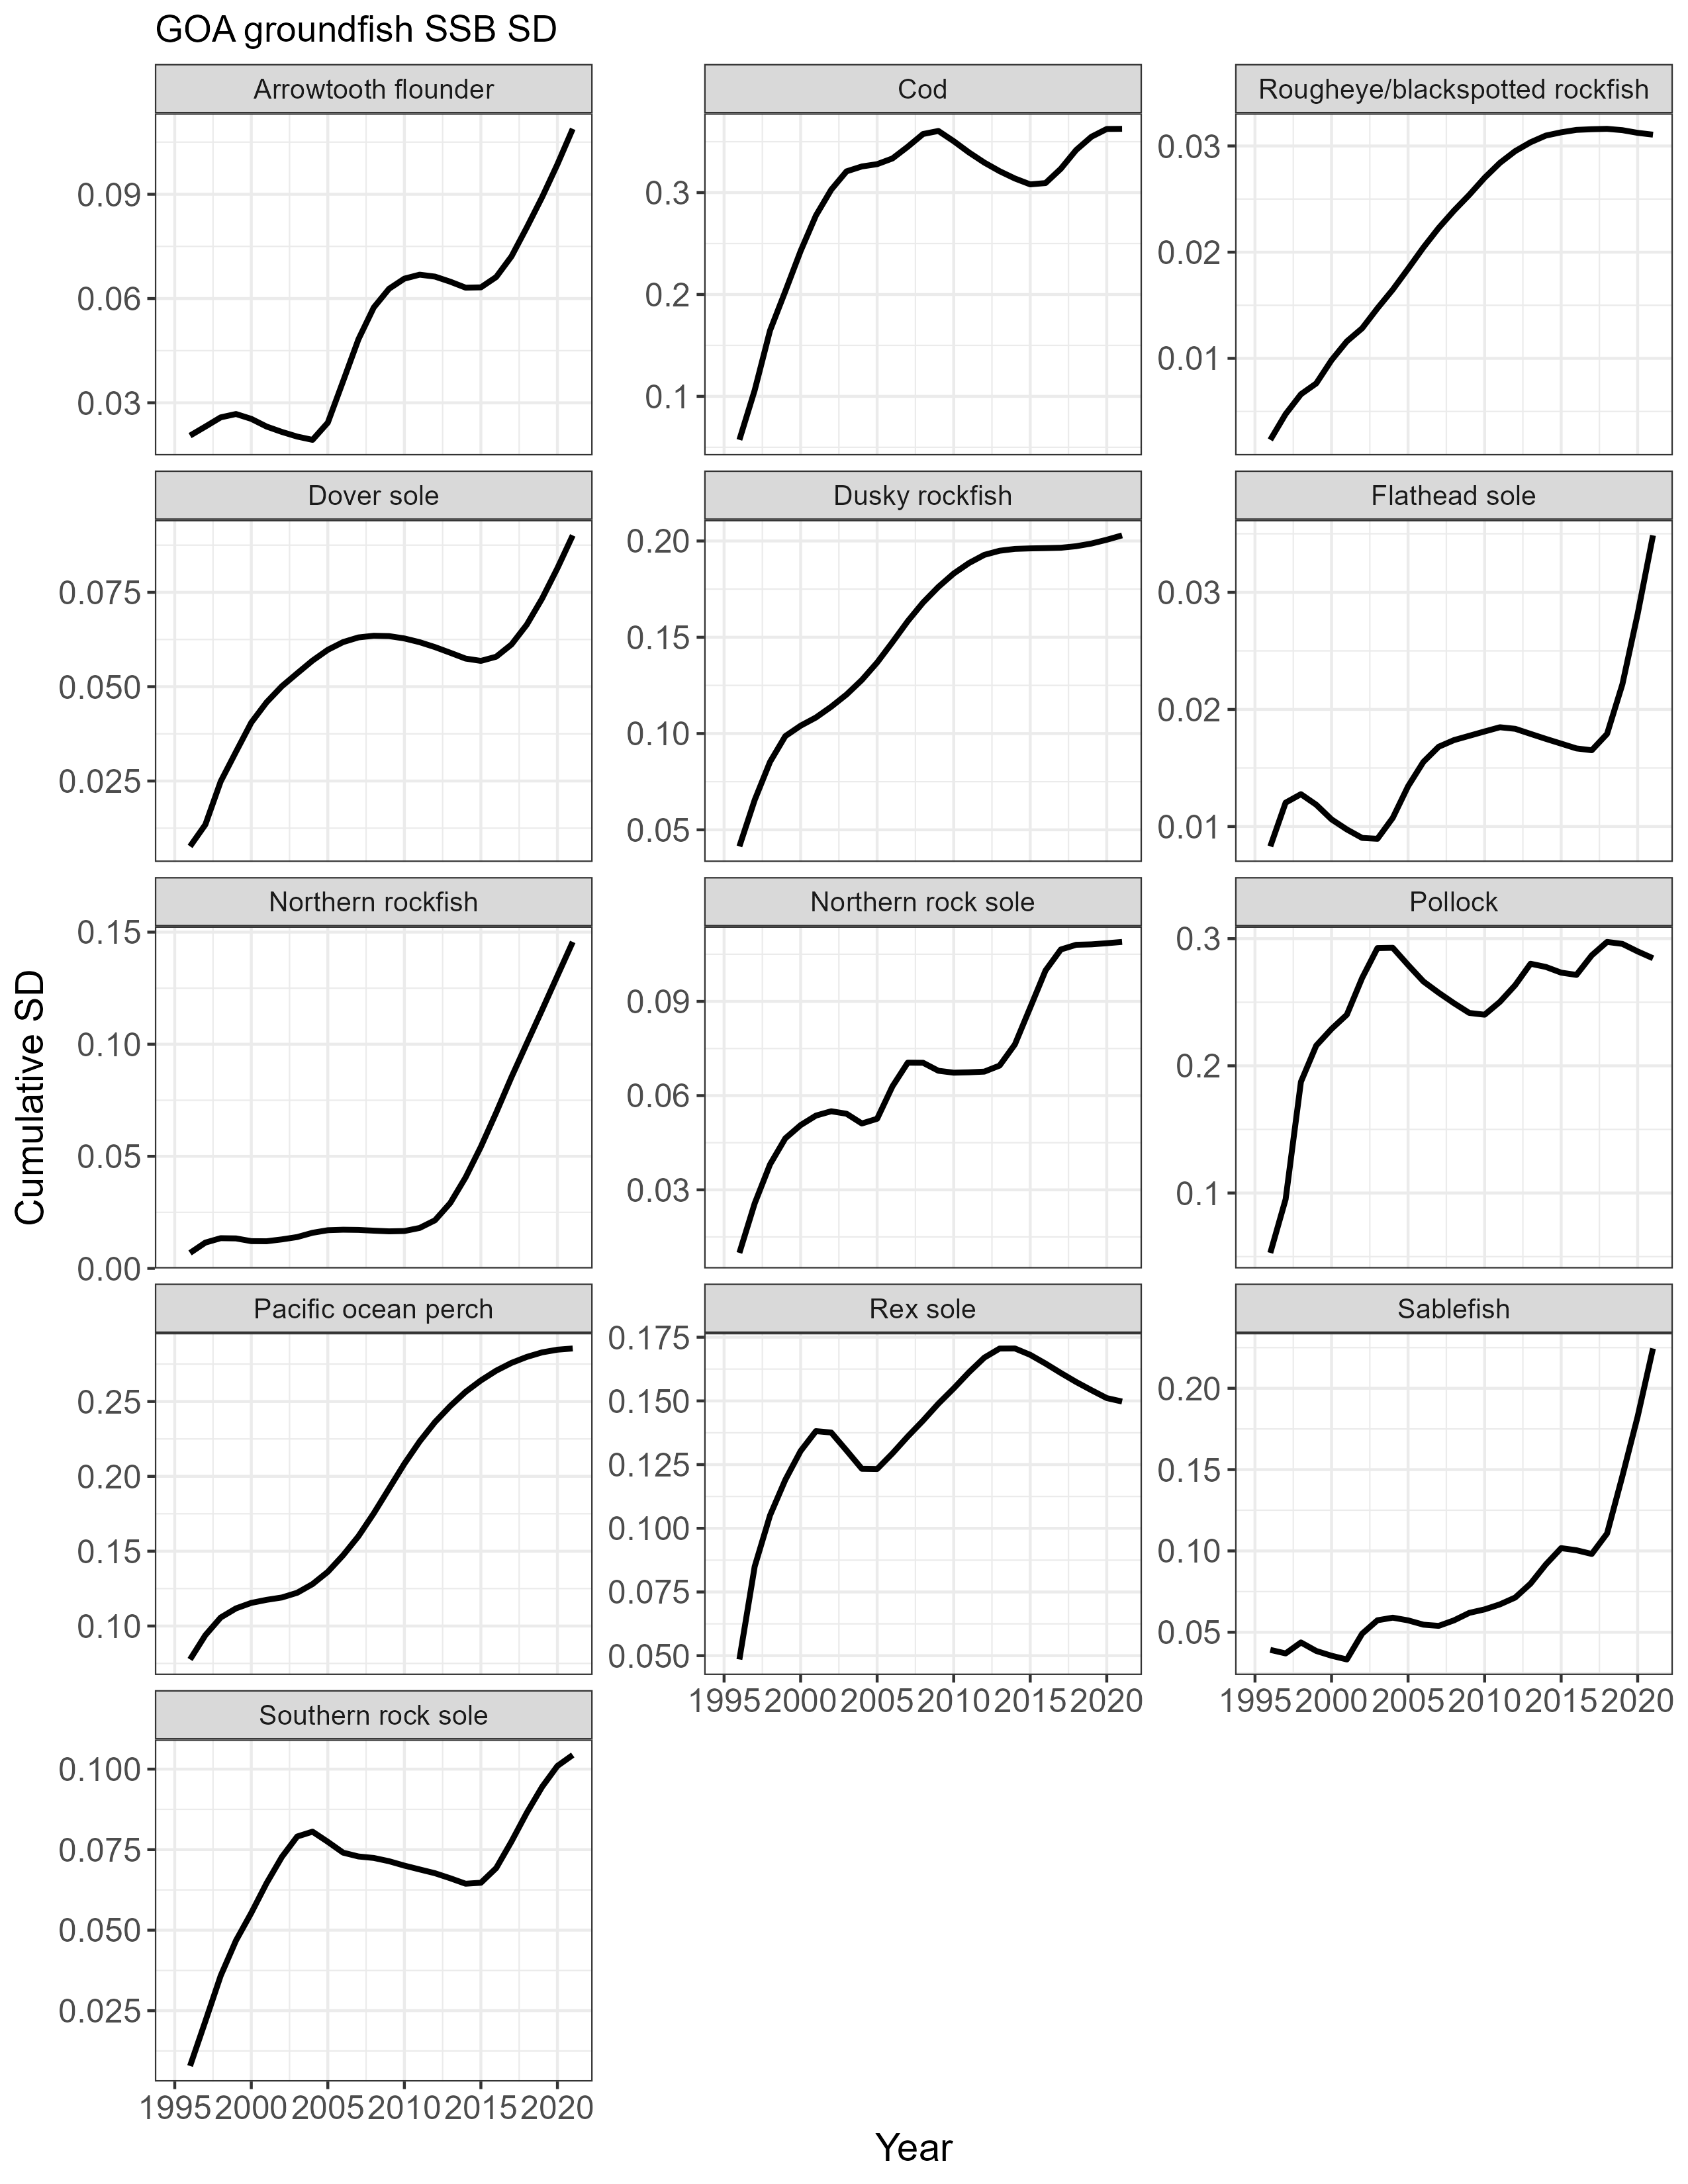 GOA groundfish SSB SD
Arrowtooth flounder
Cod
Rougheye/blackspotted rockfish
0.09
0.06
0.03
0.3
0.2
0.1
0.03
0.02
0.01
Dover sole
Dusky rockfish
Flathead sole
0.075
0.050
0.025
0.20
0.15
0.10
0.05
0.03
0.02
0.01
Northern rockfish
Northern rock sole
Pollock
0.15
0.10
0.05
0.00
0.09
0.06
0.03
0.3
0.2
0.1
Cumulative SD
Pacific ocean perch
Rex sole
Sablefish
0.25
0.20
0.15
0.10
0.175
0.150
0.125
0.100
0.075
0.050
0.20
0.15
0.10
0.05
1995 2000 2005 2010 2015 2020
1995 2000 2005 2010 2015 2020
Southern rock sole
0.100
0.075
0.050
0.025
1995 2000 2005 2010 2015 2020
Year